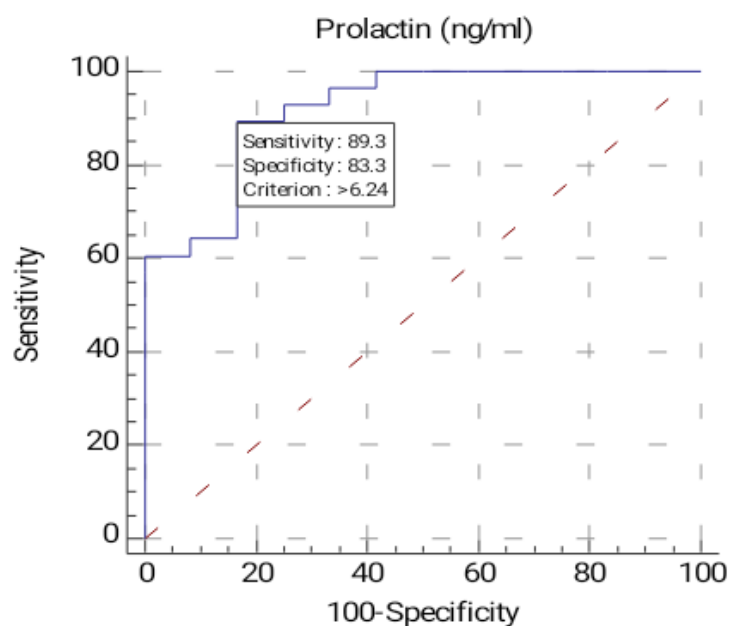 Prolactin (ng/ml)
100
80
60
40
20
0
Sensitivity
Sensitivity : 89.3
Specificity : 83.3
Criterion : >6.24
0 20 40 60 80 100
100-Specificity